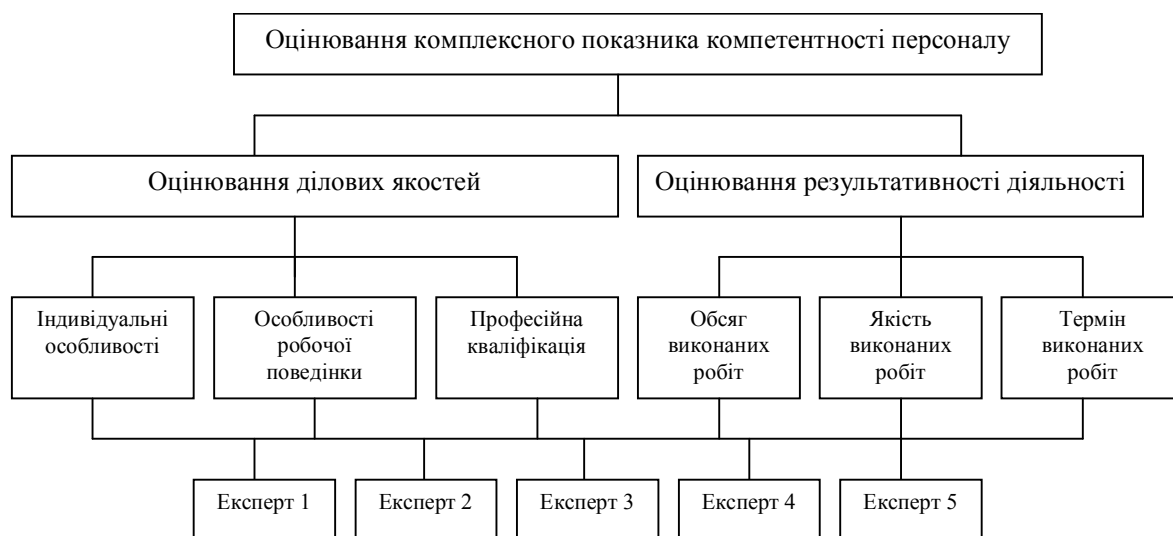 Оцінювання комплексного показника компетентності персоналу
Оцінювання ділових якостей
Оцінювання результативності діяльності
Індивідуальні
особливості
Особливості
робочої
поведінки
Професійна
кваліфікація
Обсяг
виконаних
робіт
Якість
виконаних
робіт
Термін
виконаних
робіт
Експерт 1
Експерт 2
Експерт 3
Експерт 4
Експерт 5